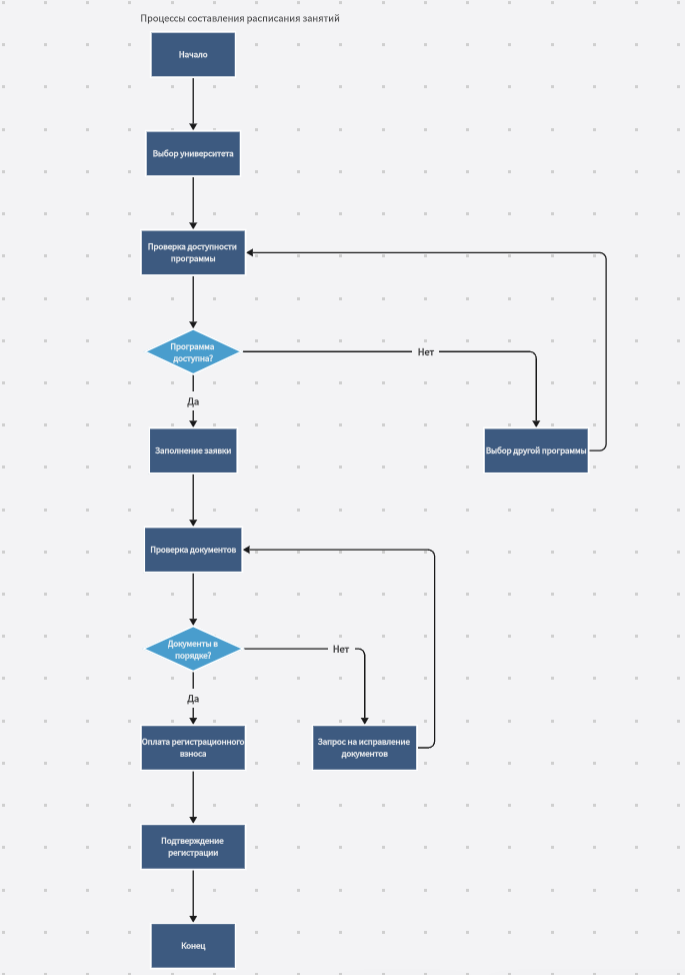 Процессы составления расписания занятий
Начало
Выбор университета
Проверка доступности
программы
Программа
доступна?
Нет
Да
Заполнение заявки
Выбор другой программы
Проверка документов
Документы в
порядке?
Нет
Да
Оплата регистрационного
взноса
Запрос на исправление
документов
Подтверждение
регистрации
Конец